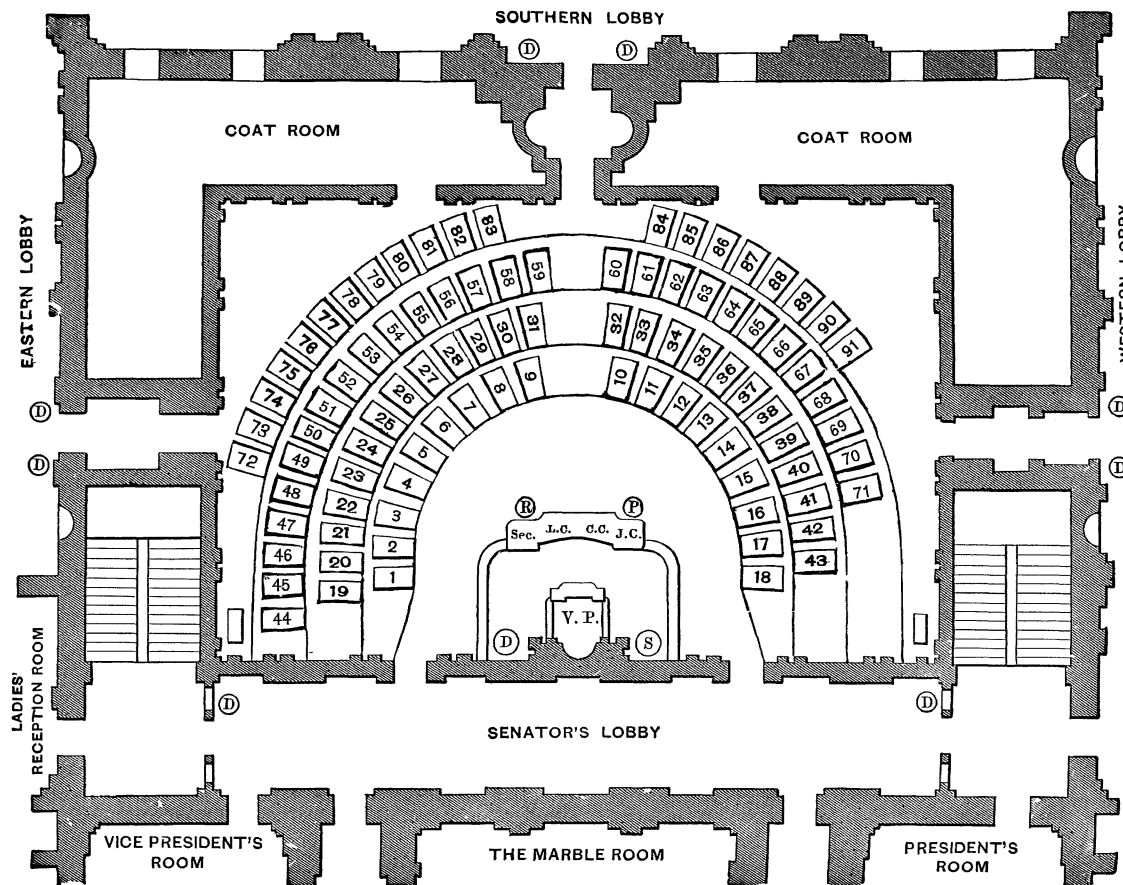 SOUTHERN LOBBY
D
D
COAT ROOM
COAT ROOM
EASTERN LOBBY
WESTERN LOBBY
72 73 74 75 76 77 78 79 80 81 82 83
84 85 86 87 88 89 90 91
44 45 46 47 48 49 50 51 52 53 54 55 56 57 58 59
60 61 62 63 64 65 66 67 68 69 70 71
19 20 21 22 23 24 25 26 27 28 29 30 31
32 33 34 35 36 37 38 39 40 41 42 43
1 2 3 4 5 6 7 8 9
10 11 12 13 14 15 16 17 18
D
D
D
D
R
P
Sec. L.C. C.C. J.C.
V. P.
D
S
LADIES'
RECEPTION ROOM
D
D
SENATOR'S LOBBY
VICE PRESIDENT'S
ROOM
THE MARBLE ROOM
PRESIDENT'S
ROOM